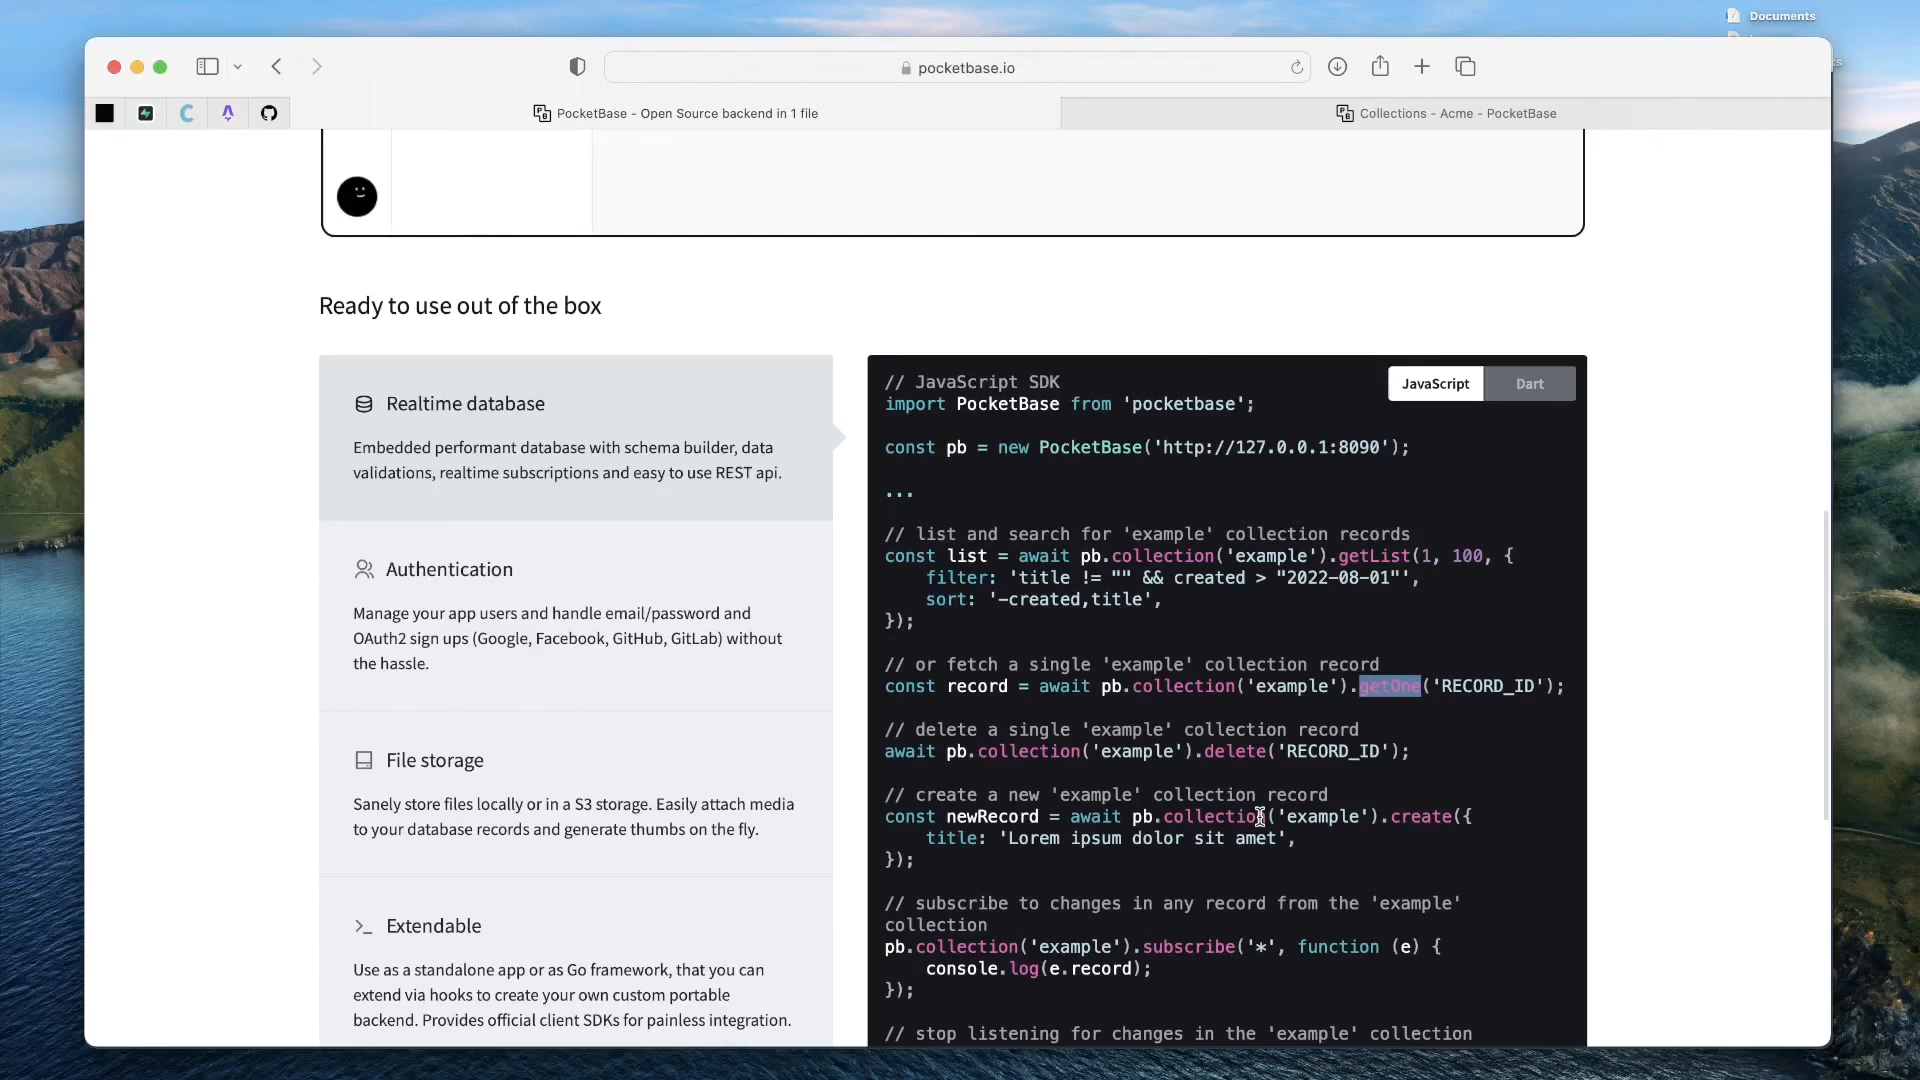 Documents
pocketbase.io
PocketBase - Open Source backend in 1 file
Collections - Acme - PocketBase
Ready to use out of the box
Realtime database
Embedded performant database with schema builder, data
validations, realtime subscriptions and easy to use REST api.
Authentication
Manage your app users and handle email/password and
OAuth2 sign ups (Google, Facebook, GitHub, GitLab) without
the hassle.
File storage
Sanely store files locally or in a S3 storage. Easily attach media
to your database records and generate thumbs on the fly.
Extendable
Use as a standalone app or as Go framework, that you can
extend via hooks to create your own custom portable
backend. Provides official client SDKs for painless integration.
JavaScript
Dart
// JavaScript SDK
import PocketBase from 'pocketbase';
const pb = new PocketBase('http://127.0.0.1:8090');
...
// list and search for 'example' collection records
const list = await pb.collection('example').getList(1, 100, {
    filter: 'title != "" && created > "2022-08-01"',
    sort: '-created,title',
});
// or fetch a single 'example' collection record
const record = await pb.collection('example').getOne('RECORD_ID');
// delete a single 'example' collection record
await pb.collection('example').delete('RECORD_ID');
// create a new 'example' collection record
const newRecord = await pb.collection('example').create({
    title: 'Lorem ipsum dolor sit amet',
});
// subscribe to changes in any record from the 'example'
collection
pb.collection('example').subscribe('*', function (e) {
    console.log(e.record);
});
// stop listening for changes in the 'example' collection